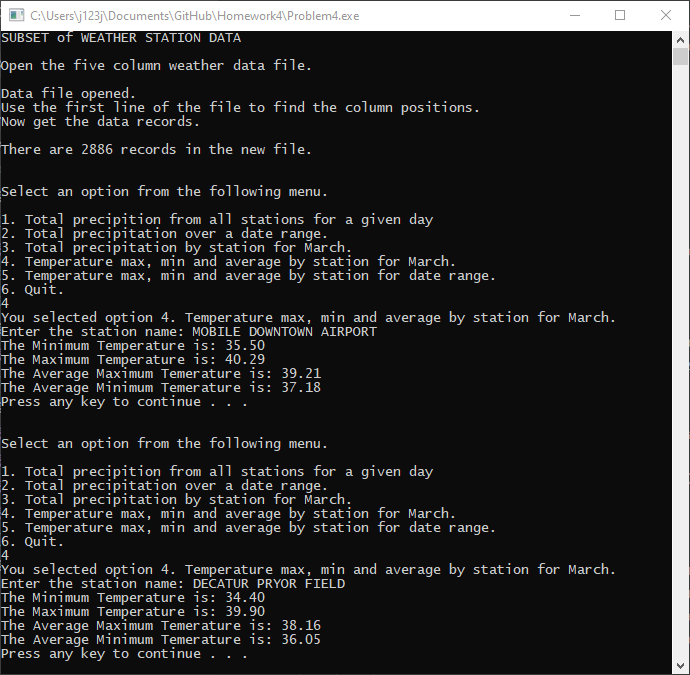 C:\Users\j123j\Documents\GitHub\Homework4\Problem4.exe
SUBSET of WEATHER STATION DATA
Open the five column weather data file.
Data file opened.
Use the first line of the file to find the column positions.
Now get the data records.
There are 2886 records in the new file.
Select an option from the following menu.
1. Total precipition from all stations for a given day
2. Total precipitation over a date range.
3. Total precipitation by station for March.
4. Temperature max, min and average by station for March.
5. Temperature max, min and average by station for date range.
6. Quit.
4
You selected option 4. Temperature max, min and average by station for March.
Enter the station name: MOBILE DOWNTOWN AIRPORT
The Minimum Temperature is: 35.50
The Maximum Temperature is: 40.29
The Average Maximum Temerature is: 39.21
The Average Minimum Temerature is: 37.18
Press any key to continue . . .
Select an option from the following menu.
1. Total precipition from all stations for a given day
2. Total precipitation over a date range.
3. Total precipitation by station for March.
4. Temperature max, min and average by station for March.
5. Temperature max, min and average by station for date range.
6. Quit.
4
You selected option 4. Temperature max, min and average by station for March.
Enter the station name: DECATUR PRYOR FIELD
The Minimum Temperature is: 34.40
The Maximum Temperature is: 39.90
The Average Maximum Temerature is: 38.16
The Average Minimum Temerature is: 36.05
Press any key to continue . . .